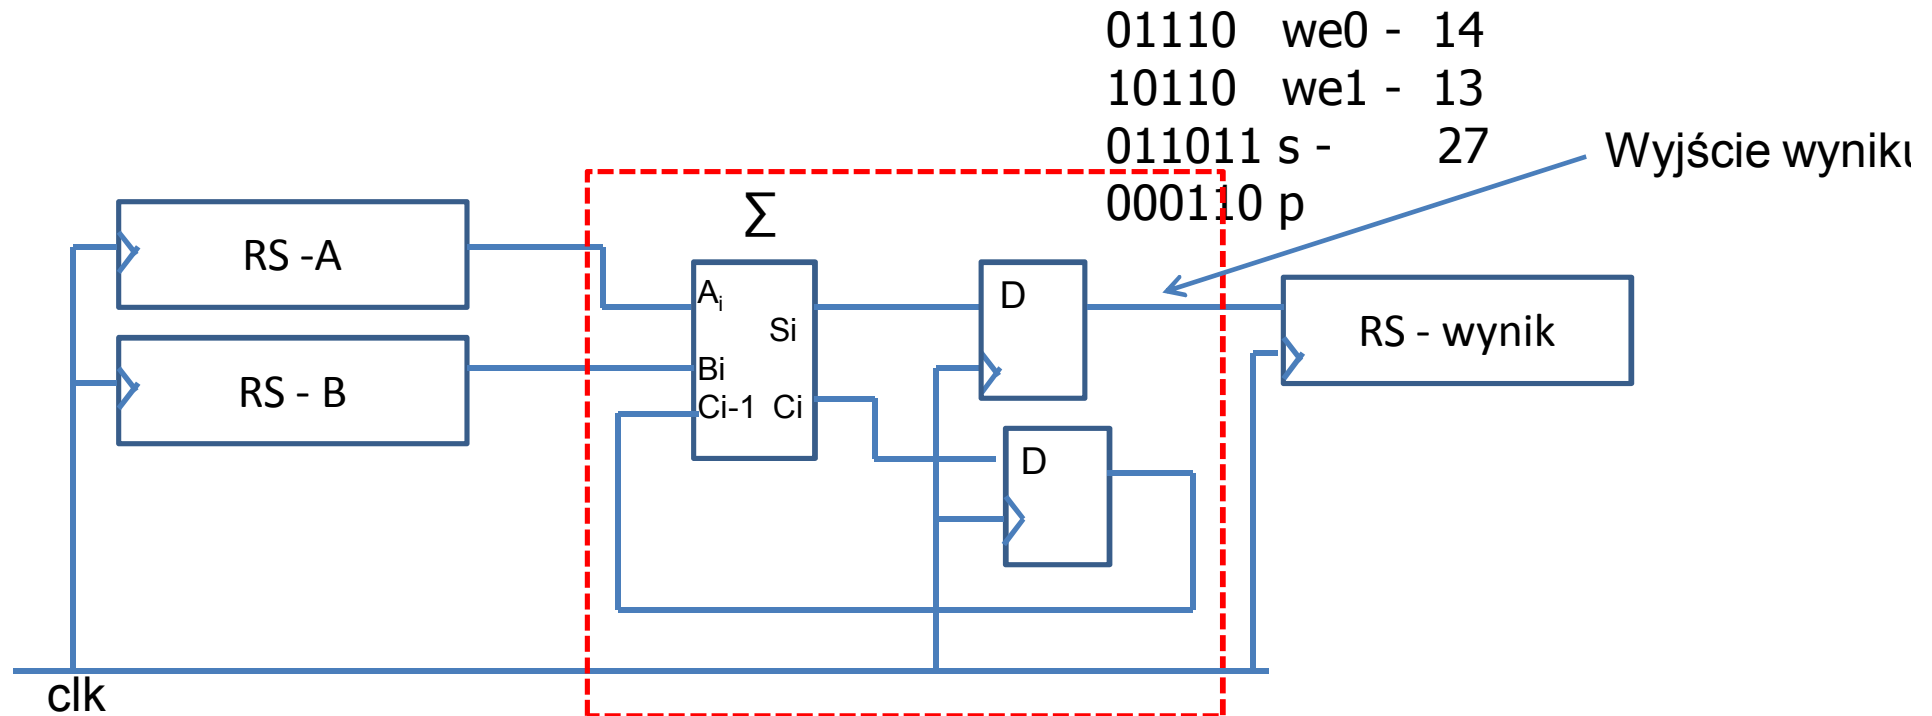 01110 we0 - 14
10110 we1 - 13
011011 s - 27
000110 p
Wyjście wyniku
Σ
RS -A
RS - B
Ai
Si
Bi
Ci-1 Ci
D
D
RS - wynik
clk